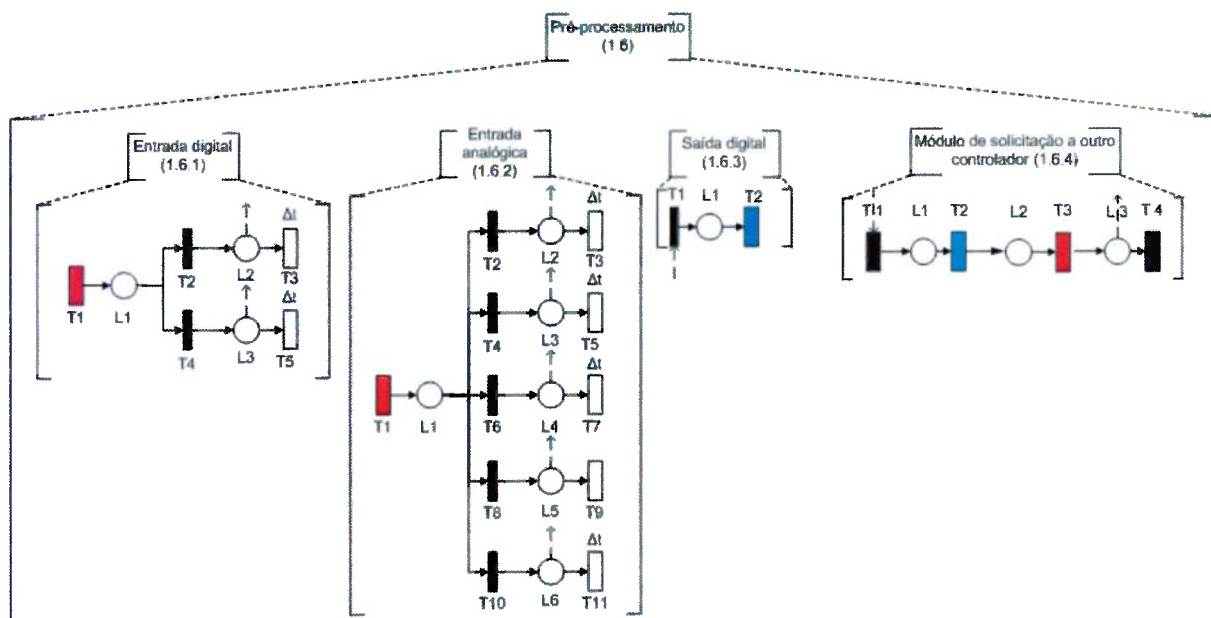 Pré-processamento
(1.6)
Entrada digital
(1.6.1)
Entrada
analógica
(1.6.2)
Saída digital
(1.6.3)
Módulo de solicitação a outro
controlador (1.6.4)
T1 L1 T2
T1 L1 T2 L2 T3 L3 T4
Δt
Δt
T2 L2 T3
T2 L2 T3
Δt
Δt
T1 L1
T4 L3 T5
T4 L3 T5
Δt
T1 L1
T6 L4 T7
T8 L5 T9
Δt
T10 L6 T11